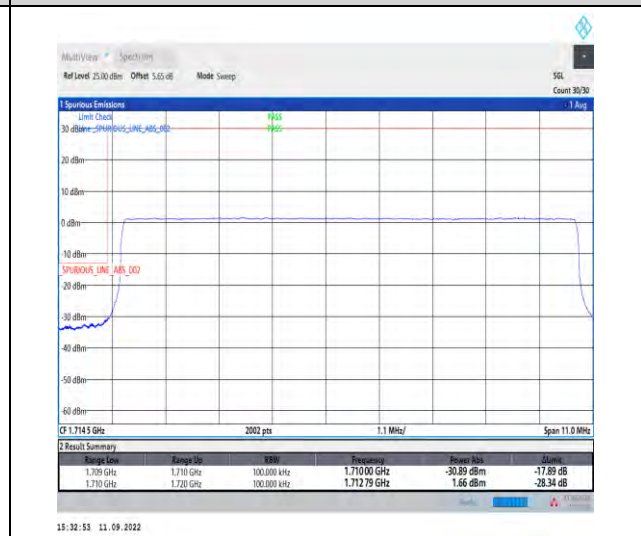 MultiView Spectrum
Ref Level 25.00 dBm Offset 5.65 dB Mode Sweep SGL
Count 30/30
1 Spurious Emissions 1 Avg
Limit Check PASS
30 dBm Line _SPURIOUS_LINE_ABS_002 PASS
20 dBm
10 dBm
0 dBm
-10 dBm
_SPURIOUS_LINE_ABS_002
-20 dBm
-30 dBm
-40 dBm
-50 dBm
-60 dBm
CF 1.7145 GHz 2002 pts 1.1 MHz/ Span 11.0 MHz
2 Result Summary
Range Low Range Up RBW Frequency Power Abs ΔLimit
1.709 GHz 1.710 GHz 100.000 kHz 1.71000 GHz -30.89 dBm -17.89 dB
1.710 GHz 1.720 GHz 100.000 kHz 1.71279 GHz 1.66 dBm -28.34 dB
15:32:53 11.09.2022